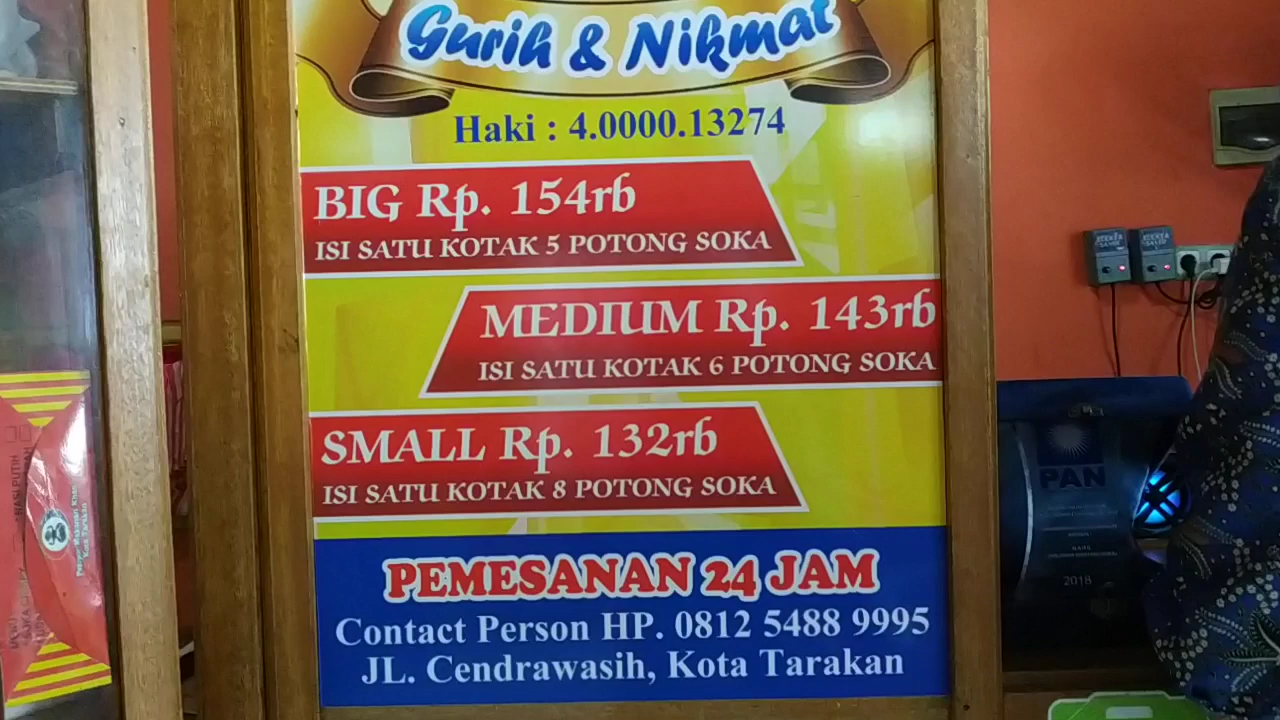 Gurih & Nikmat
Haki : 4.0000.13274
BIG Rp. 154rb
ISI SATU KOTAK 5 POTONG SOKA
MEDIUM Rp. 143rb
ISI SATU KOTAK 6 POTONG SOKA
SMALL Rp. 132rb
ISI SATU KOTAK 8 POTONG SOKA
PEMESANAN 24 JAM
Contact Person HP. 0812 5488 9995
JL. Cendrawasih, Kota Tarakan
PAN
2018